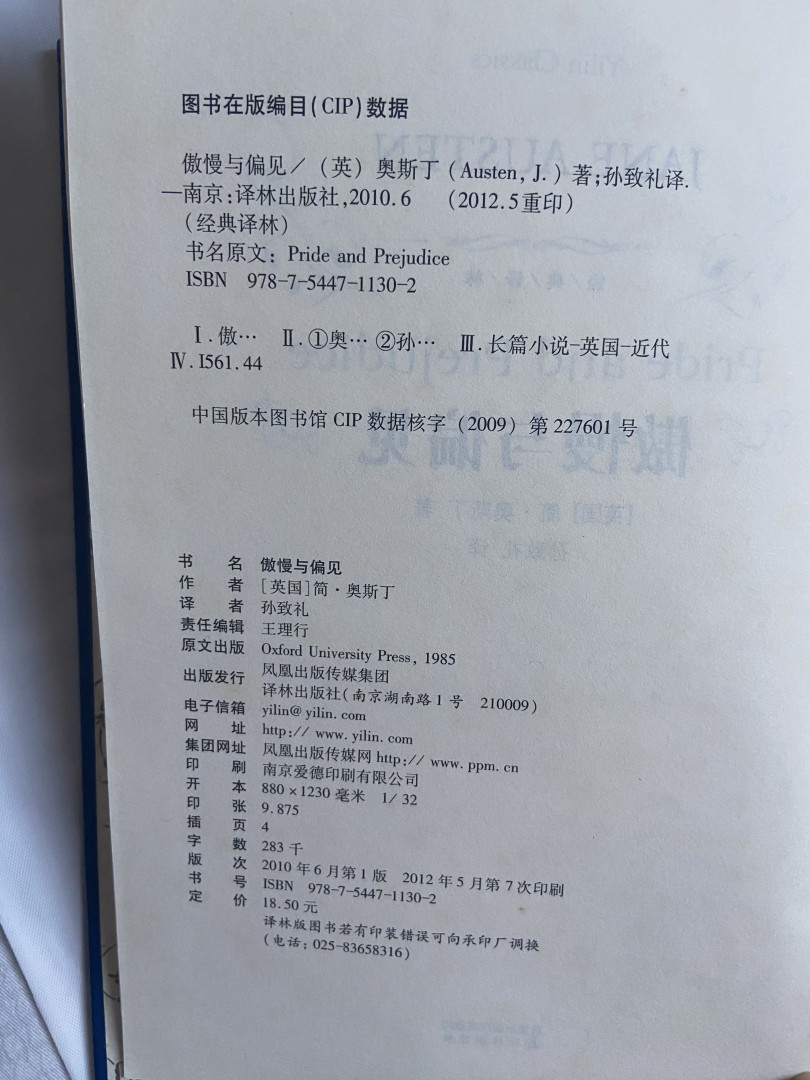 图书在版编目(CIP)数据
傲慢与偏见／（英）奥斯丁（Austen, J.）著;孙致礼译.
—南京:译林出版社,2010.6　（2012.5重印）
（经典译林）
书名原文: Pride and Prejudice
ISBN 978-7-5447-1130-2
Ⅰ.傲… Ⅱ.①奥… ②孙… Ⅲ.长篇小说-英国-近代
Ⅳ.I561.44
中国版本图书馆 CIP 数据核字（2009）第 227601 号
书　　名　傲慢与偏见
作　　者　[英国]简·奥斯丁
译　　者　孙致礼
责任编辑　王理行
原文出版　Oxford University Press, 1985
出版发行　凤凰出版传媒集团
译林出版社(南京湖南路1号　210009)
电子信箱　yilin@yilin.com
网　　址　http://www.yilin.com
集团网址　凤凰出版传媒网 http://www.ppm.cn
印　　刷　南京爱德印刷有限公司
开　　本　880×1230毫米　1/32
印　　张　9.875
插　　页　4
字　　数　283千
版　　次　2010年6月第1版　2012年5月第7次印刷
书　　号　ISBN 978-7-5447-1130-2
定　　价　18.50元
译林版图书若有印装错误可向承印厂调换
(电话: 025-83658316)